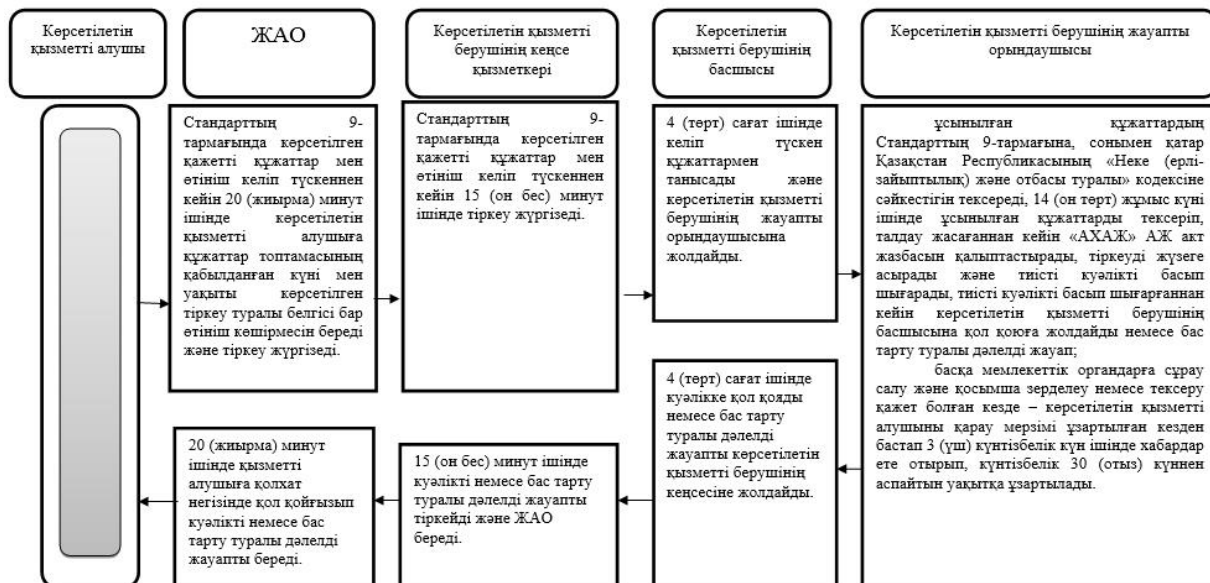 Көрсетілетін
қызметті алушы
ЖАО
Көрсетілетін қызметті
берушінің кеңсе
қызметкері
Көрсетілетін
қызметті берушінің
басшысы
Көрсетілетін қызметті берушінің жауапты
орындаушысы
Стандарттың 9-
тармағында көрсетілген
қажетті құжаттар мен
өтініш келіп түскеннен
кейін 20 (жиырма) минут
ішінде көрсетілетін
қызметті алушыға
құжаттар топтамасының
қабылданған күні мен
уақыты көрсетілген
тіркеу туралы белгісі бар
өтініш көшірмесін береді
және тіркеу жүргізеді.
Стандарттың 9-
тармағында көрсетілген
қажетті құжаттар мен
өтініш келіп түскеннен
кейін 15 (он бес) минут
ішінде тіркеу жүргізеді.
4 (төрт) сағат ішінде
келіп түскен
құжаттармен
танысады және
көрсетілетін қызметті
берушінің жауапты
орындаушысына
жолдайды.
ұсынылған құжаттардың
Стандарттың 9-тармағына, сонымен қатар
Қазақстан Республикасының «Неке (ерлі-
зайыптылық) және отбасы туралы» кодексіне
сәйкестігін тексереді, 14 (он төрт) жұмыс күні
ішінде ұсынылған құжаттарды тексеріп,
талдау жасағаннан кейін «АХАЖ» АЖ акт
жазбасын қалыптастырады, тіркеуді жүзеге
асырады және тиісті куәлікті басып
шығарады, тиісті куәлікті басып шығарғаннан
кейін көрсетілетін қызметті берушінің
басшысына қол қоюға жолдайды немесе бас
тарту туралы дәлелді жауап;
басқа мемлекеттік органдарға сұрау
салу және қосымша зерделеу немесе тексеру
қажет болған кезде – көрсетілетін қызметті
алушыны қарау мерзімі ұзартылған кезден
бастап 3 (үш) күнтізбелік күн ішінде хабардар
ете отырып, күнтізбелік 30 (отыз) күннен
аспайтын уақытқа ұзартылады.
4 (төрт) сағат ішінде
куәлікке қол қояды
немесе бас тарту
туралы дәлелді
жауапты көрсетілетін
қызметті берушінің
кеңсесіне жолдайды.
15 (он бес) минут ішінде
куәлікті немесе бас тарту
туралы дәлелді жауапты
тіркейді және ЖАО
береді.
20 (жиырма) минут
ішінде қызметті
алушыға қолхат
негізінде қол қойғызып
куәлікті немесе бас
тарту туралы дәлелді
жауапты береді.